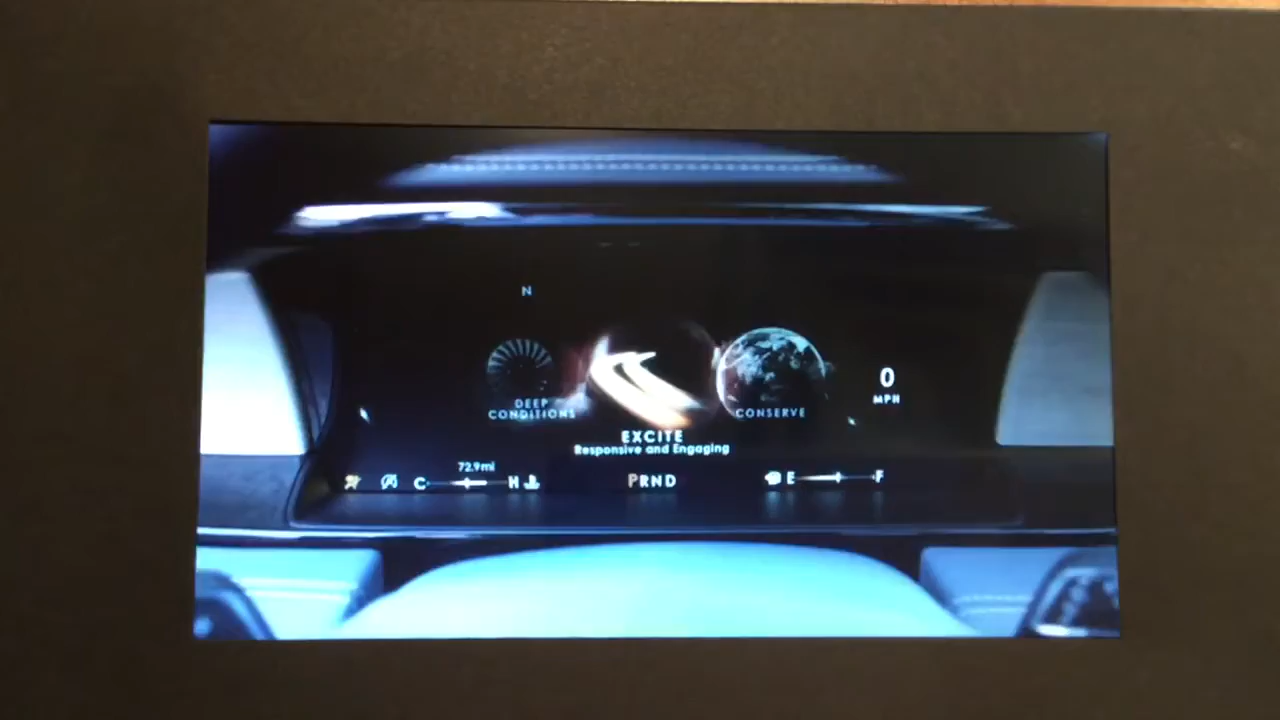 N
DEEP
CONDITIONS
CONSERVE
0
MPH
EXCITE
Responsive and Engaging
72.9mi
C H
PRND
E F